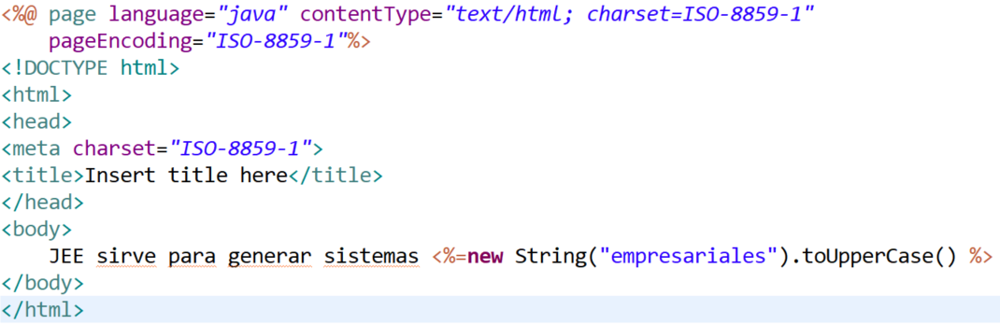 <%@ page language="java" contentType="text/html; charset=ISO-8859-1"
    pageEncoding="ISO-8859-1"%>
<!DOCTYPE html>
<html>
<head>
<meta charset="ISO-8859-1">
<title>Insert title here</title>
</head>
<body>
    JEE sirve para generar sistemas <%=new String("empresariales").toUpperCase() %>
</body>
</html>